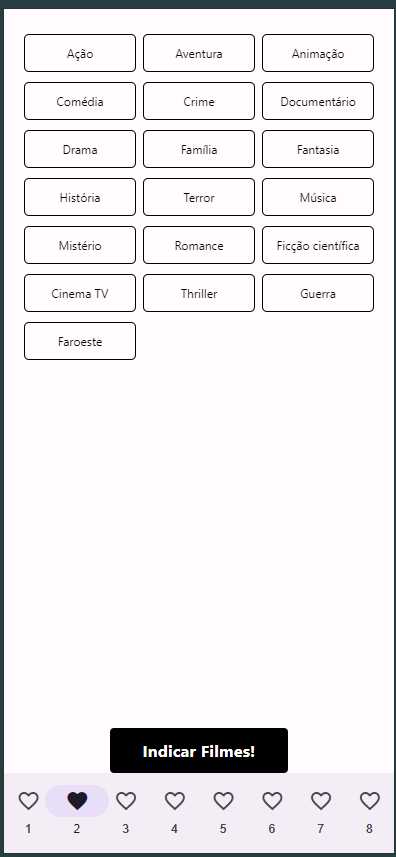 Ação Aventura Animação
Comédia Crime Documentário
Drama Família Fantasia
História Terror Música
Mistério Romance Ficção científica
Cinema TV Thriller Guerra
Faroeste
Indicar Filmes!
1 2 3 4 5 6 7 8